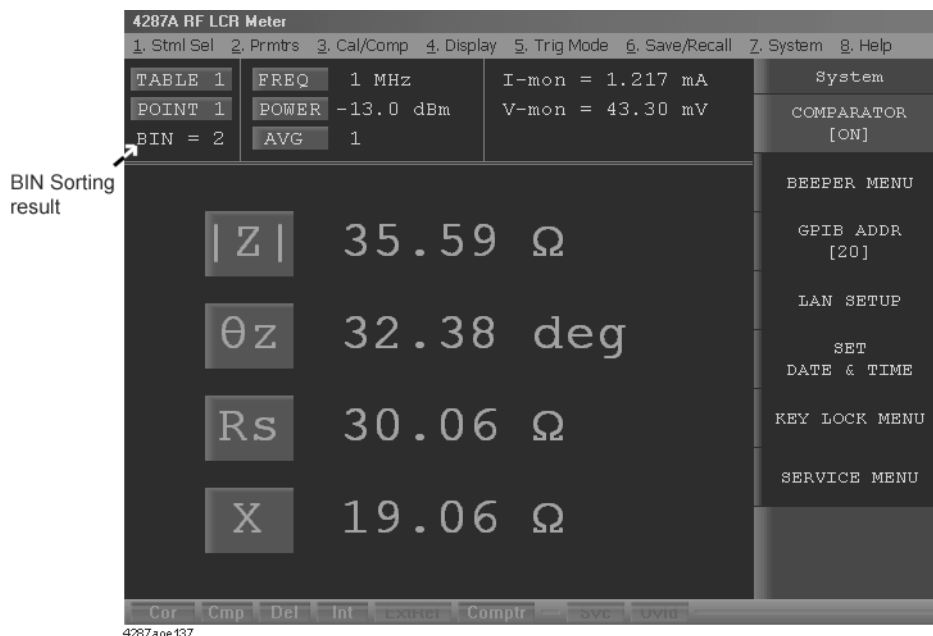 4287A RF LCR Meter
1. Stml Sel 2. Prmtrs 3. Cal/Comp 4. Display 5. Trig Mode 6. Save/Recall 7. System 8. Help
TABLE 1 FREQ 1 MHz I-mon = 1.217 mA
POINT 1 POWER -13.0 dBm V-mon = 43.30 mV
BIN = 2 AVG 1
BIN Sorting
result
|Z| 35.59 Ω
θz 32.38 deg
Rs 30.06 Ω
X 19.06 Ω
System
COMPARATOR
[ON]
BEEPER MENU
GPIB ADDR
[20]
LAN SETUP
SET
DATE & TIME
KEY LOCK MENU
SERVICE MENU
Cor Cmp Del Int ExtRef Comptr Svc Ovld
4287aoe137